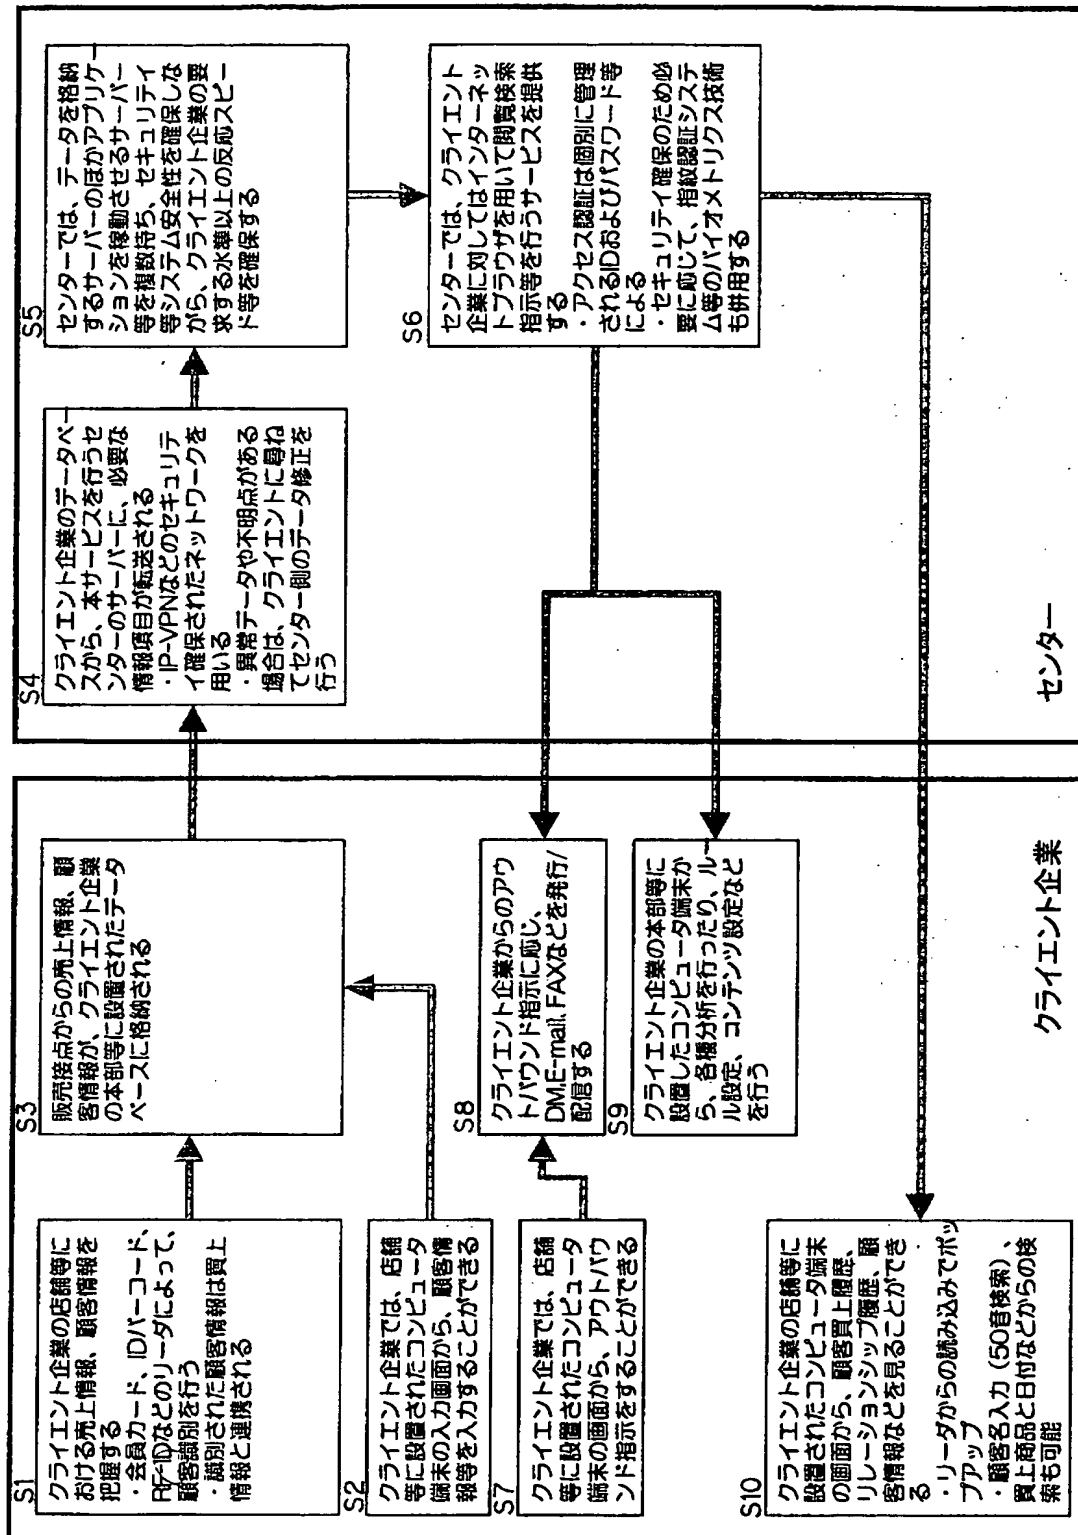 S1
クライエント企業の店舗等に
おける売上情報、顧客情報を
把握する
・会員カード、IDバーコード、
RF-IDなどのリーダによって、
顧客識別を行う
・識別された顧客情報は買上
情報と連携される
S2
クライエント企業では、店舗
等に設置されたコンピュータ
端末の入力画面から、顧客情
報等を入力することができる
S3
販売接点からの売上情報、顧
客情報が、クライエント企業
の本部等に設置されたデータ
ベースに格納される
S4
クライエント企業のデータベー
スから、本サービスを行うセ
ンターのサーバーに、必要な
情報項目が転送される
・IP-VPNなどのセキュリテ
ィ確保されたネットワークを
用いる
・異常データや不明点がある
場合は、クライエントに尋ね
てセンター側のデータ修正を
行う
S5
センターでは、データを格納
するサーバーのほかアプリケー
ションを稼動させるサーバー
等を複数持ち、セキュリティ
等システム安全性を確保しな
がら、クライエント企業の要
求する水準以上の反応スピー
ド等を確保する
S6
センターでは、クライエント
企業に対してはインターネッ
トブラウザを用いて閲覧検索
指示等を行うサービスを提供
する
・アクセス認証は個別に管理
されるIDおよびパスワード等
による
・セキュリティ確保のため必
要に応じて、指紋認証システ
ム等のバイオメトリクス技術
も併用する
S7
クライエント企業では、店舗
等に設置されたコンピュータ
端末の画面から、アウトバウ
ンド指示をすることができる
S8
クライエント企業からのアウ
トバウンド指示に応じ、
DM,E-mail,FAXなどを発行/
配信する
S9
クライエント企業の本部等に
設置したコンピュータ端末か
ら、各種分析を行ったり、ルー
ル設定、コンテンツ設定など
を行う
S10
クライエント企業の店舗等に
設置されたコンピュータ端末
の画面から、顧客買上履歴、
リレーションシップ履歴、顧
客情報などを見ることができ
る
・リーダからの読み込みでポッ
プアップ
・顧客名入力(50音検索)、
買上商品と日付などからの検
索も可能
クライエント企業
センター